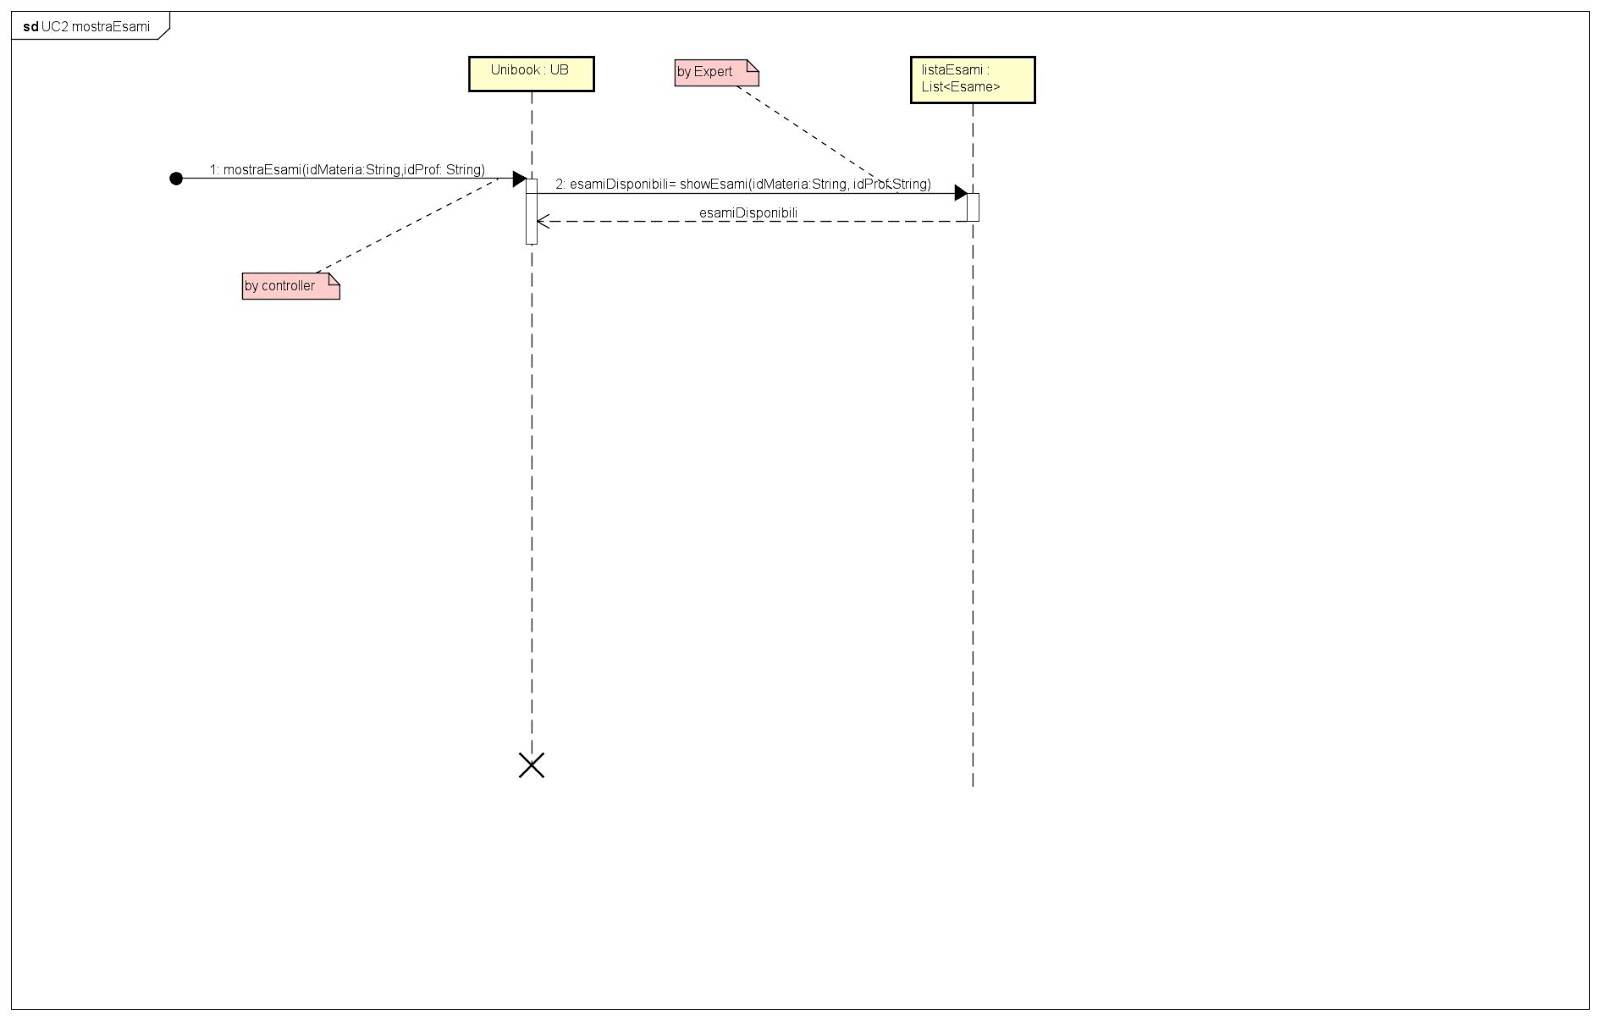 sd UC2 mostraEsami
Unibook : UB
by Expert
listaEsami :
List<Esame>
1: mostraEsami(idMateria:String,idProf: String)
2: esamiDisponibili= showEsami(idMateria:String, idProf:String)
esamiDisponibili
by controller